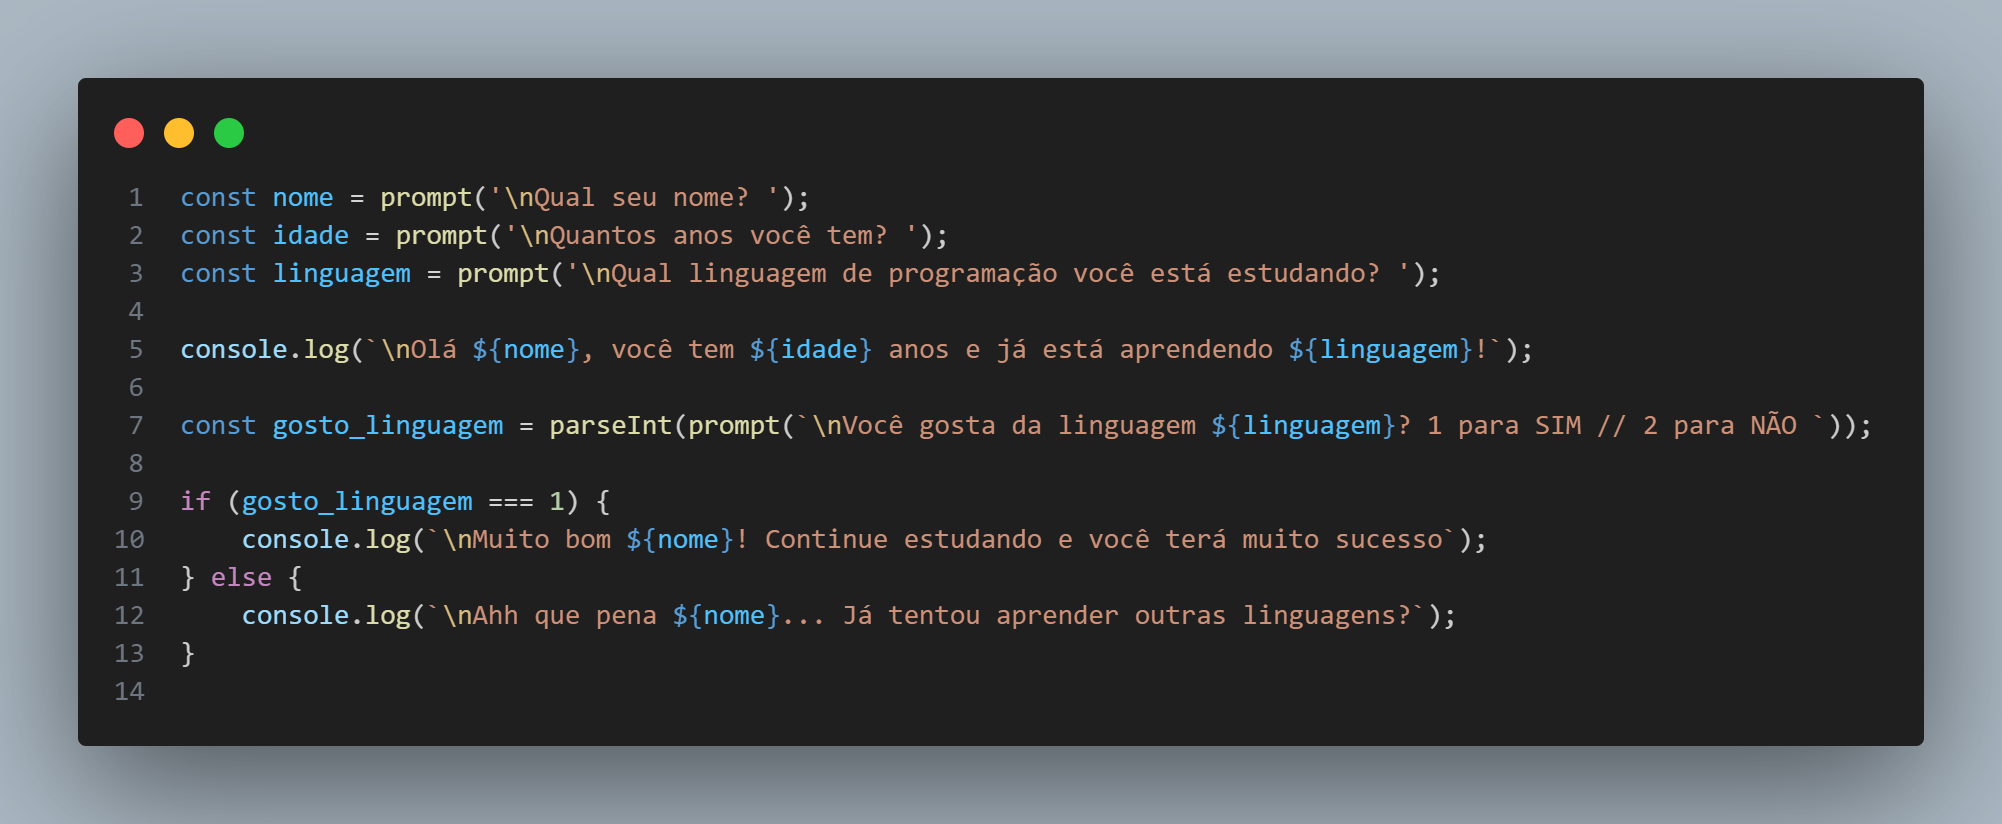 1 const nome = prompt('\nQual seu nome? ');
2 const idade = prompt('\nQuantos anos você tem? ');
3 const linguagem = prompt('\nQual linguagem de programação você está estudando? ');
4
5 console.log(`\nOlá ${nome}, você tem ${idade} anos e já está aprendendo ${linguagem}!`);
6
7 const gosto_linguagem = parseInt(prompt(`\nVocê gosta da linguagem ${linguagem}? 1 para SIM // 2 para NÃO `));
8
9 if (gosto_linguagem === 1) {
10     console.log(`\nMuito bom ${nome}! Continue estudando e você terá muito sucesso`);
11 } else {
12     console.log(`\nAhh que pena ${nome}... Já tentou aprender outras linguagens?`);
13 }
14